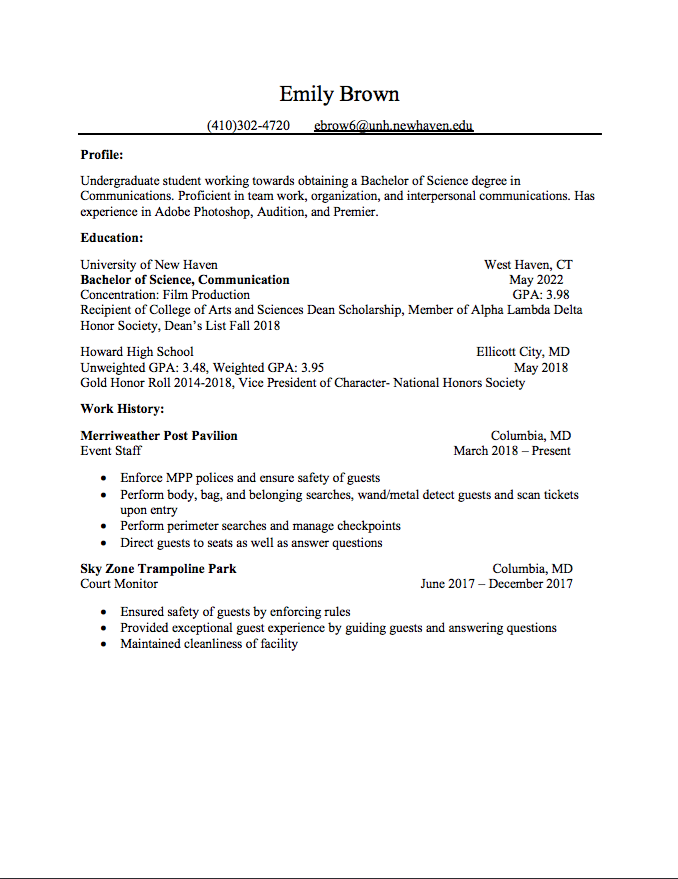 Emily Brown
(410)302-4720 ebrow6@unh.newhaven.edu
Profile:
Undergraduate student working towards obtaining a Bachelor of Science degree in
Communications. Proficient in team work, organization, and interpersonal communications. Has
experience in Adobe Photoshop, Audition, and Premier.
Education:
University of New Haven West Haven, CT
Bachelor of Science, Communication May 2022
Concentration: Film Production GPA: 3.98
Recipient of College of Arts and Sciences Dean Scholarship, Member of Alpha Lambda Delta
Honor Society, Dean's List Fall 2018
Howard High School Ellicott City, MD
Unweighted GPA: 3.48, Weighted GPA: 3.95 May 2018
Gold Honor Roll 2014-2018, Vice President of Character- National Honors Society
Work History:
Merriweather Post Pavilion Columbia, MD
Event Staff March 2018 – Present
• Enforce MPP polices and ensure safety of guests
• Perform body, bag, and belonging searches, wand/metal detect guests and scan tickets
upon entry
• Perform perimeter searches and manage checkpoints
• Direct guests to seats as well as answer questions
Sky Zone Trampoline Park Columbia, MD
Court Monitor June 2017 – December 2017
• Ensured safety of guests by enforcing rules
• Provided exceptional guest experience by guiding guests and answering questions
• Maintained cleanliness of facility